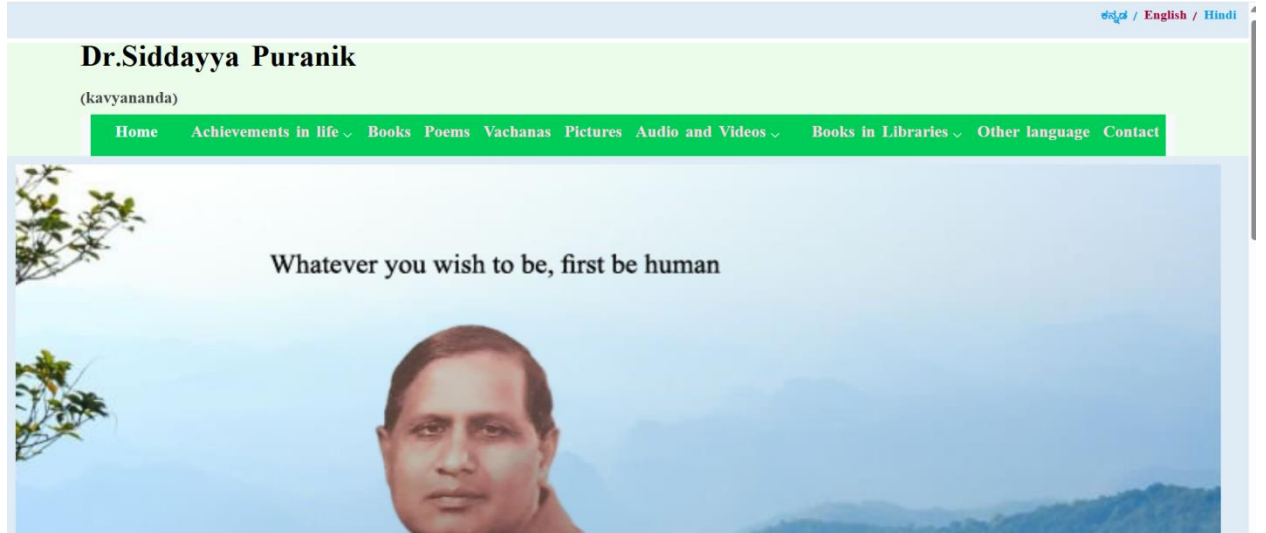 ಕನ್ನಡ / English / Hindi
Dr.Siddayya Puranik
(kavyananda)
Home Achievements in life Books Poems Vachanas Pictures Audio and Videos Books in Libraries Other language Contact
Whatever you wish to be, first be human